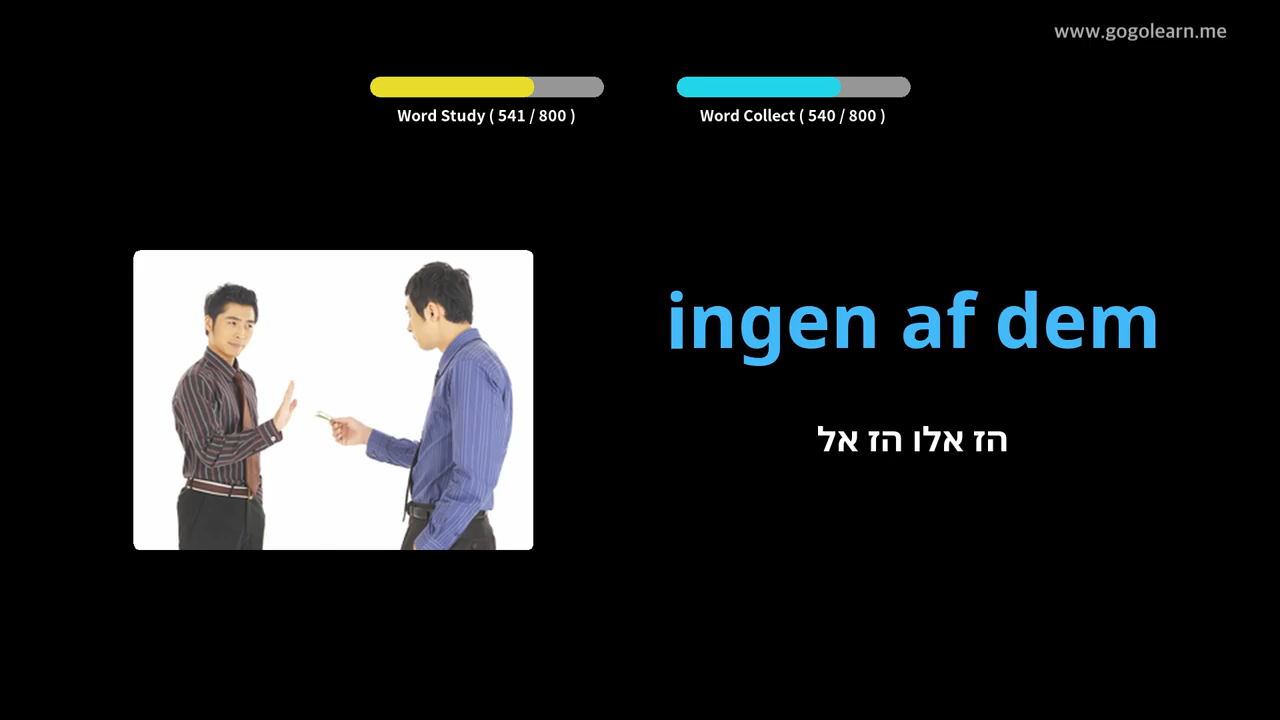 www.gogolearn.me
Word Study ( 541 / 800 )
Word Collect ( 540 / 800 )
ingen af dem
הז אלו הז אל